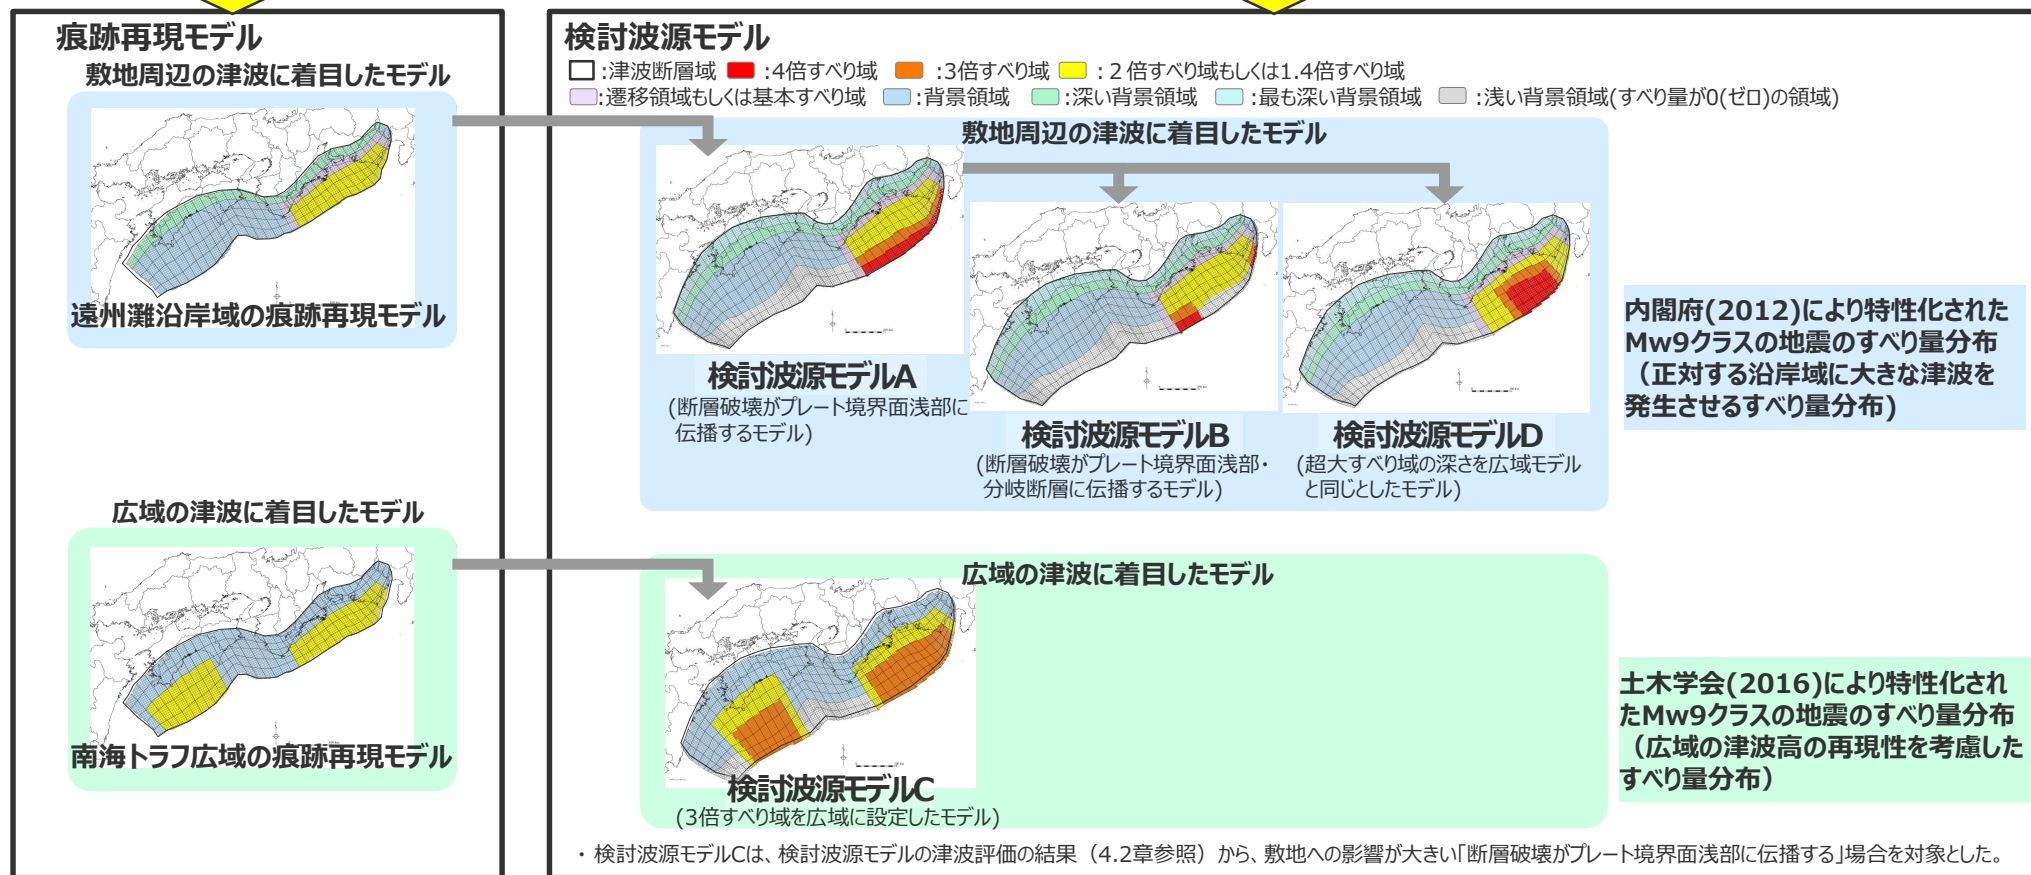 痕跡再現モデル
敷地周辺の津波に着目したモデル
遠州灘沿岸域の痕跡再現モデル
広域の津波に着目したモデル
南海トラフ広域の痕跡再現モデル
検討波源モデル
:津波断層域 :4倍すべり域 :3倍すべり域 :２倍すべり域もしくは1.4倍すべり域
:遷移領域もしくは基本すべり域 :背景領域 :深い背景領域 :最も深い背景領域 :浅い背景領域(すべり量が0(ゼロ)の領域)
敷地周辺の津波に着目したモデル
検討波源モデルA
(断層破壊がプレート境界面浅部に
伝播するモデル)
検討波源モデルB
(断層破壊がプレート境界面浅部・
分岐断層に伝播するモデル)
検討波源モデルD
(超大すべり域の深さを広域モデル
と同じとしたモデル)
内閣府(2012)により特性化された
Mw9クラスの地震のすべり量分布
（正対する沿岸域に大きな津波を
発生させるすべり量分布)
広域の津波に着目したモデル
検討波源モデルC
(3倍すべり域を広域に設定したモデル)
土木学会(2016)により特性化され
たMw9クラスの地震のすべり量分布
（広域の津波高の再現性を考慮した
すべり量分布）
・検討波源モデルCは、検討波源モデルの津波評価の結果（4.2章参照）から、敷地への影響が大きい「断層破壊がプレート境界面浅部に伝播する」場合を対象とした。